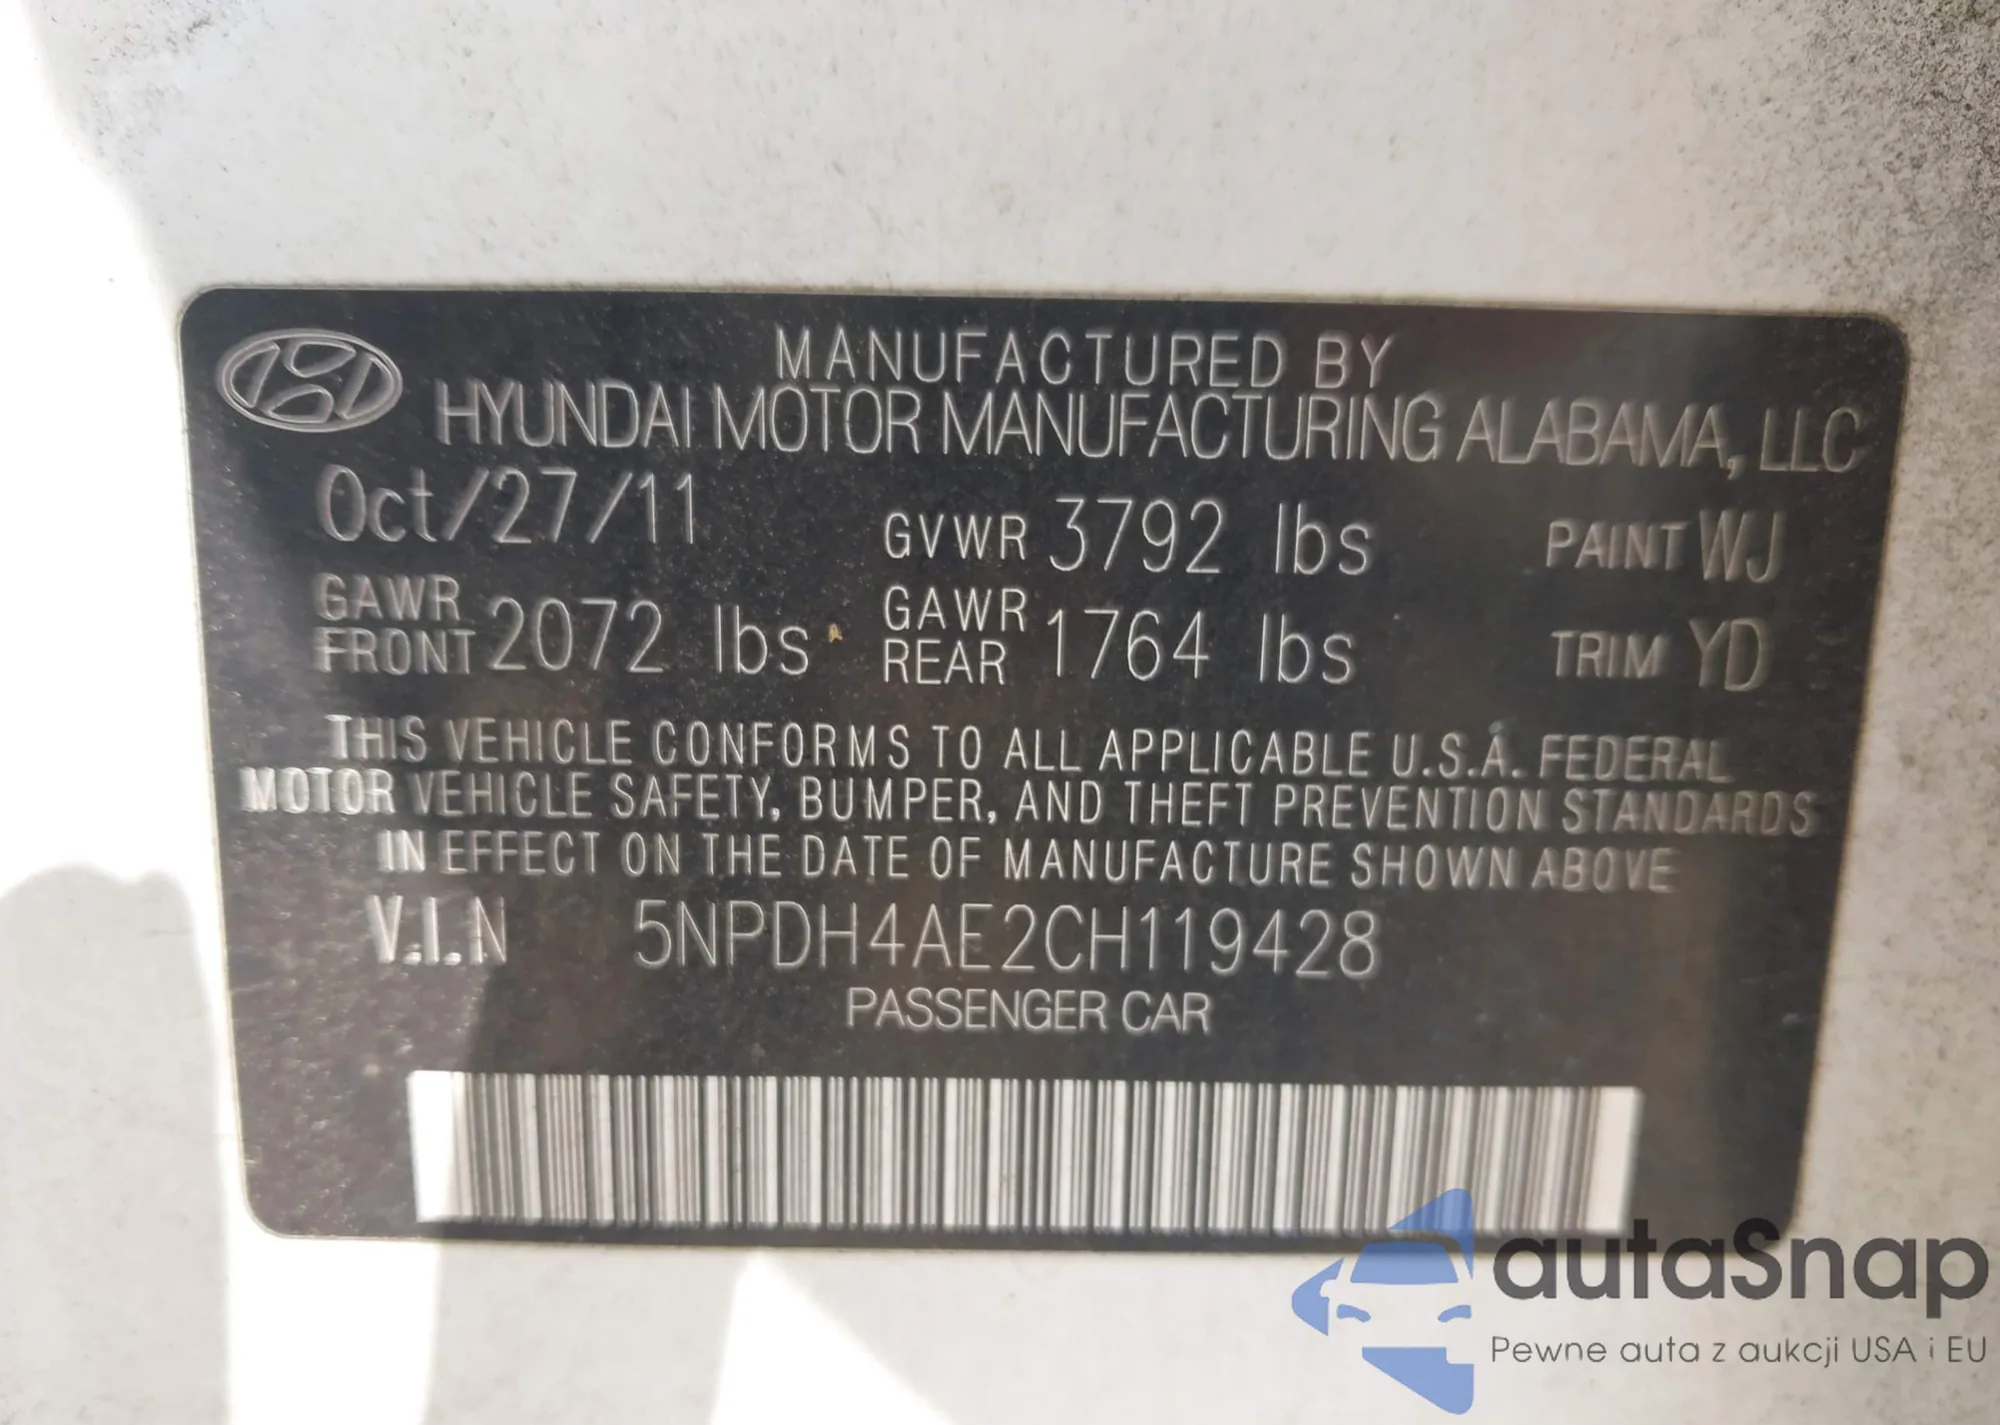 MANUFACTURED BY
HYUNDAI MOTOR MANUFACTURING ALABAMA, LLC
Oct/27/11
GVWR 3792 lbs
PAINT WJ
GAWR FRONT 2072 lbs
GAWR REAR 1764 lbs
TRIM YD
THIS VEHICLE CONFORMS TO ALL APPLICABLE U.S.A. FEDERAL
MOTOR VEHICLE SAFETY, BUMPER, AND THEFT PREVENTION STANDARDS
IN EFFECT ON THE DATE OF MANUFACTURE SHOWN ABOVE
V.I.N 5NPDH4AE2CH119428
PASSENGER CAR
autaSnap
Pewne auta z aukcji USA i EU